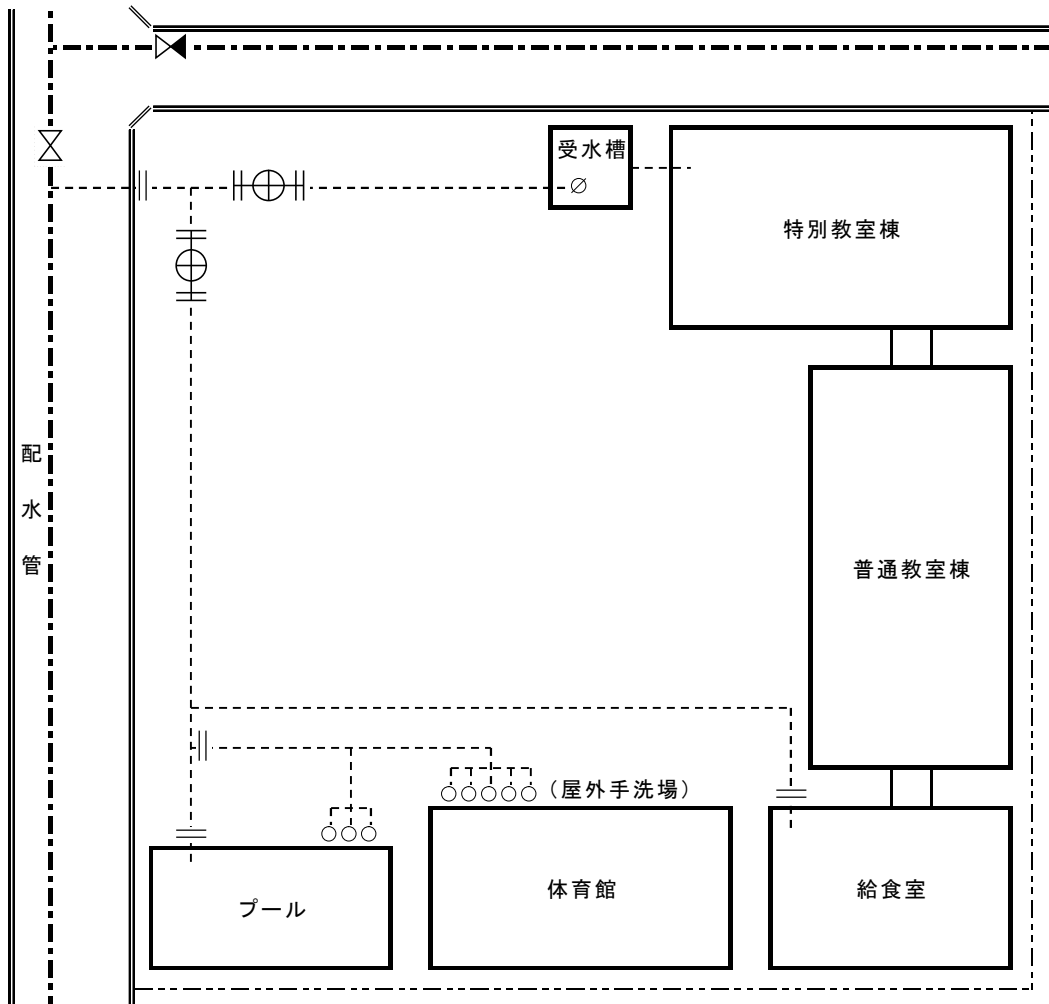 受水槽
特別教室棟
配水管
普通教室棟
(屋外手洗場)
プール
体育館
給食室